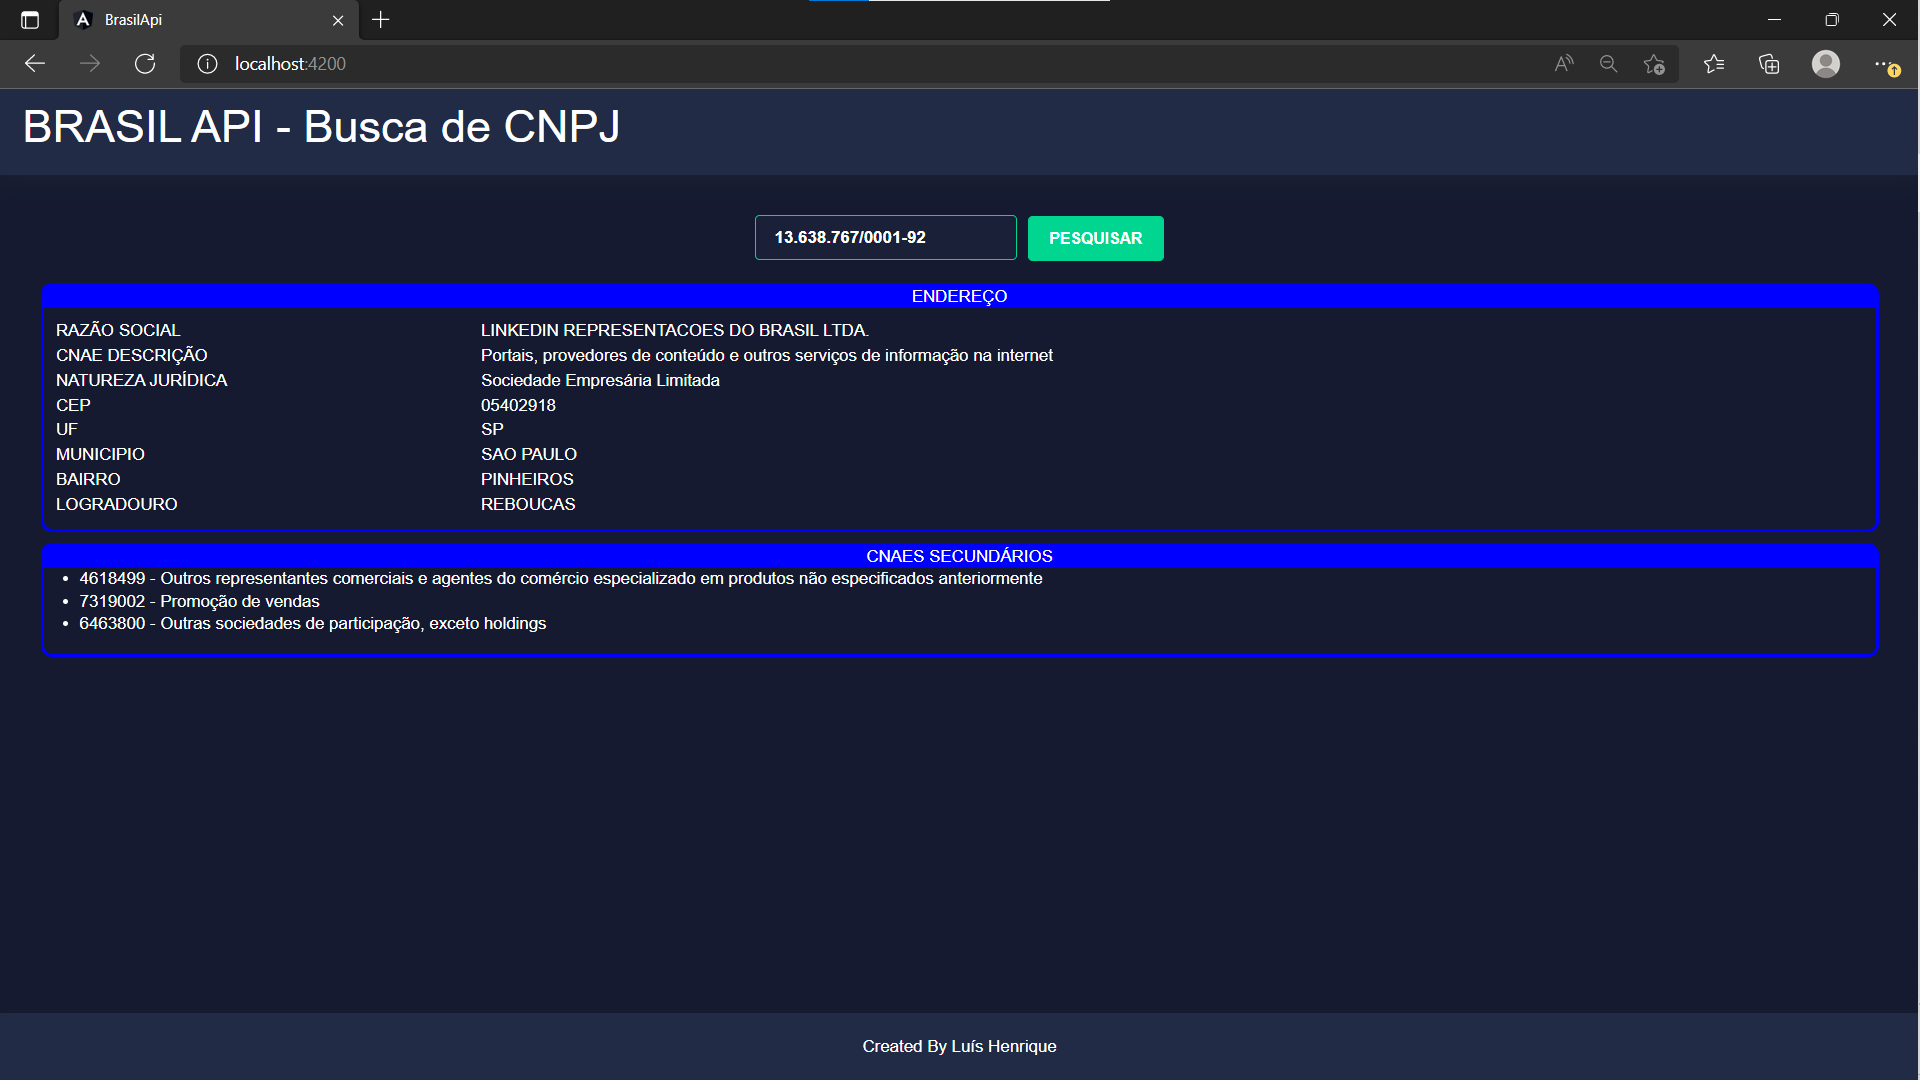 BrasilApi
localhost:4200
BRASIL API - Busca de CNPJ
13.638.767/0001-92
PESQUISAR
ENDEREÇO
RAZÃO SOCIAL LINKEDIN REPRESENTACOES DO BRASIL LTDA.
CNAE DESCRIÇÃO Portais, provedores de conteúdo e outros serviços de informação na internet
NATUREZA JURÍDICA Sociedade Empresária Limitada
CEP 05402918
UF SP
MUNICIPIO SAO PAULO
BAIRRO PINHEIROS
LOGRADOURO REBOUCAS
CNAES SECUNDÁRIOS
• 4618499 - Outros representantes comerciais e agentes do comércio especializado em produtos não especificados anteriormente
• 7319002 - Promoção de vendas
• 6463800 - Outras sociedades de participação, exceto holdings
Created By Luís Henrique